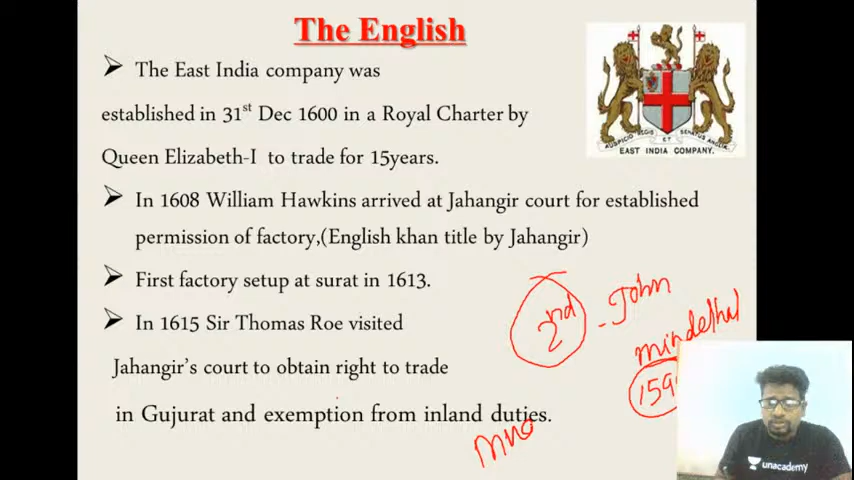 The English
➤ The East India company was
established in 31st Dec 1600 in a Royal Charter by
Queen Elizabeth-I to trade for 15years.
➤ In 1608 William Hawkins arrived at Jahangir court for established
permission of factory,(English khan title by Jahangir)
➤ First factory setup at surat in 1613.
➤ In 1615 Sir Thomas Roe visited
Jahangir's court to obtain right to trade
in Gujurat and exemption from inland duties.
AUSPICIO REGIS ET SENATUS ANGLIA
EAST INDIA COMPANY.
2nd - John
159
unacademy